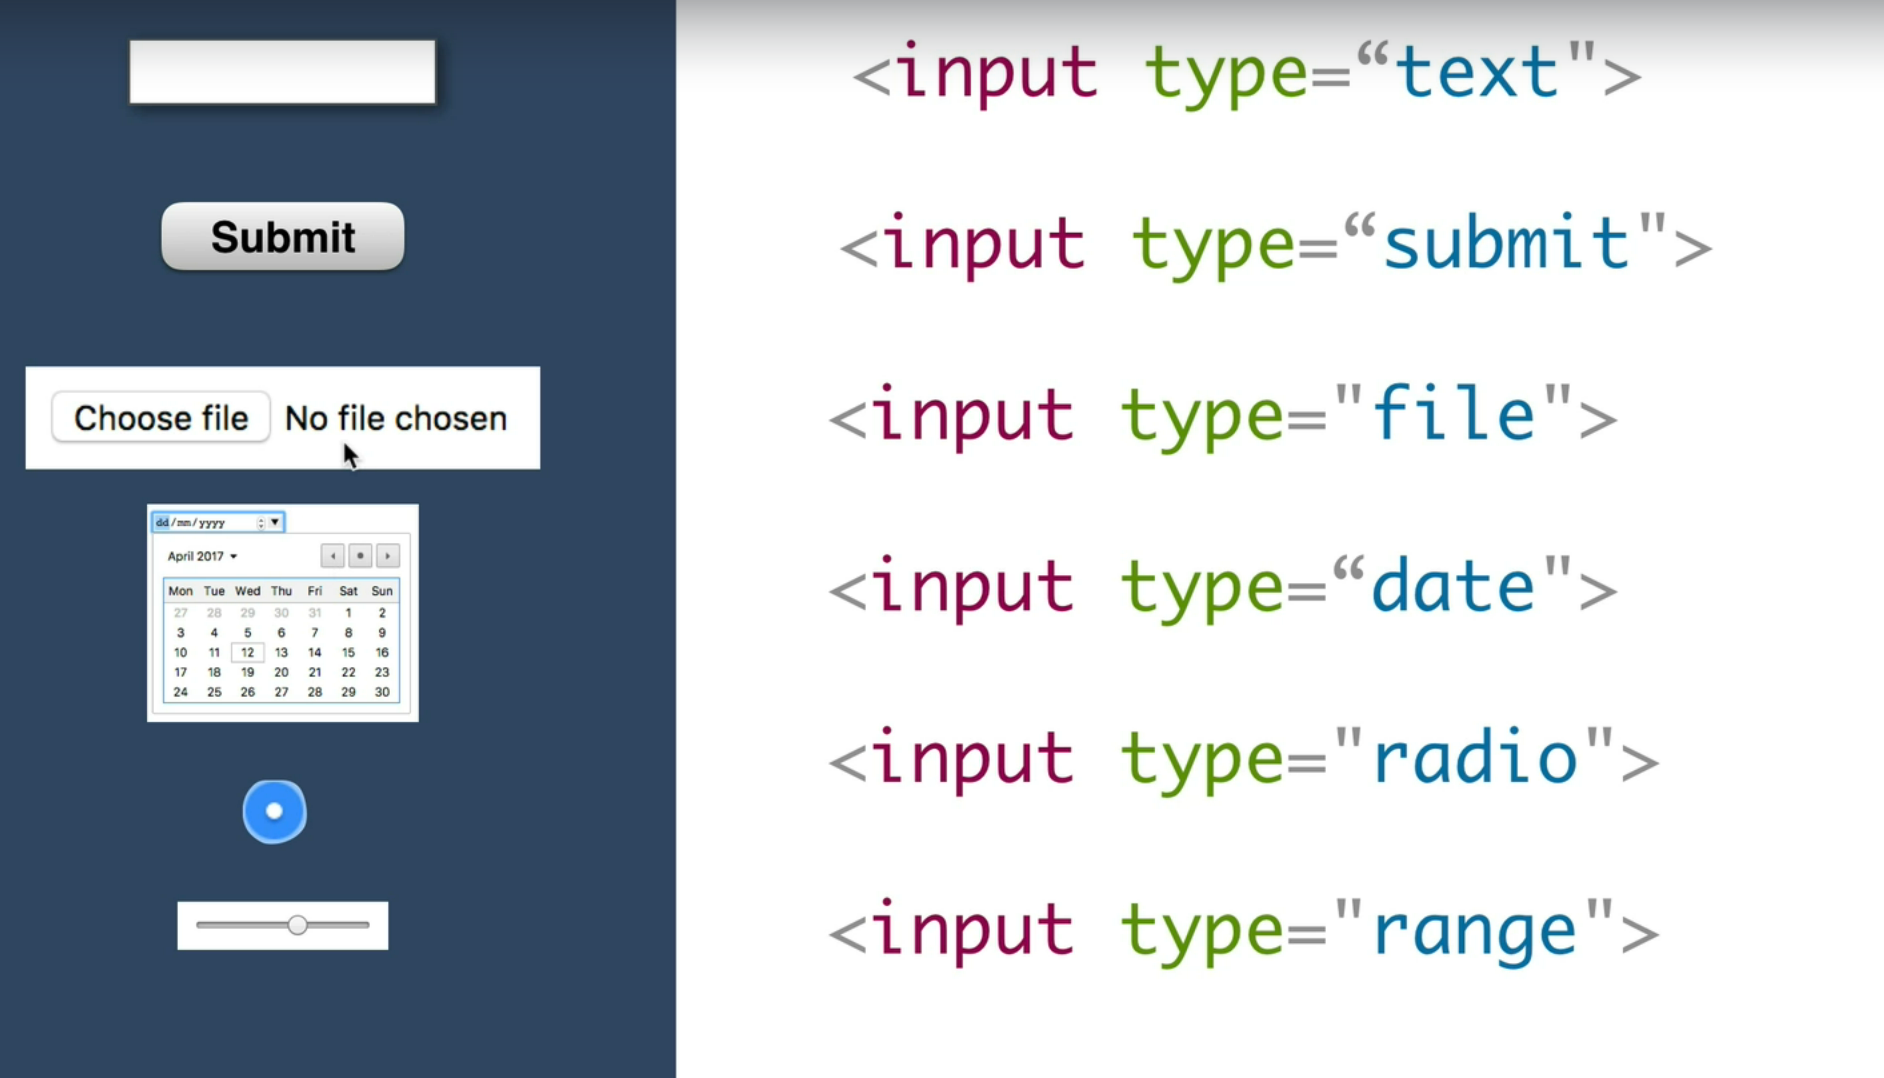 <input type=“text">
Submit
<input type=“submit">
Choose file No file chosen
<input type="file">
dd/mm/yyyy
April 2017
Mon Tue Wed Thu Fri Sat Sun
27 28 29 30 31 1 2
3 4 5 6 7 8 9
10 11 12 13 14 15 16
17 18 19 20 21 22 23
24 25 26 27 28 29 30
<input type=“date">
<input type="radio">
<input type="range">